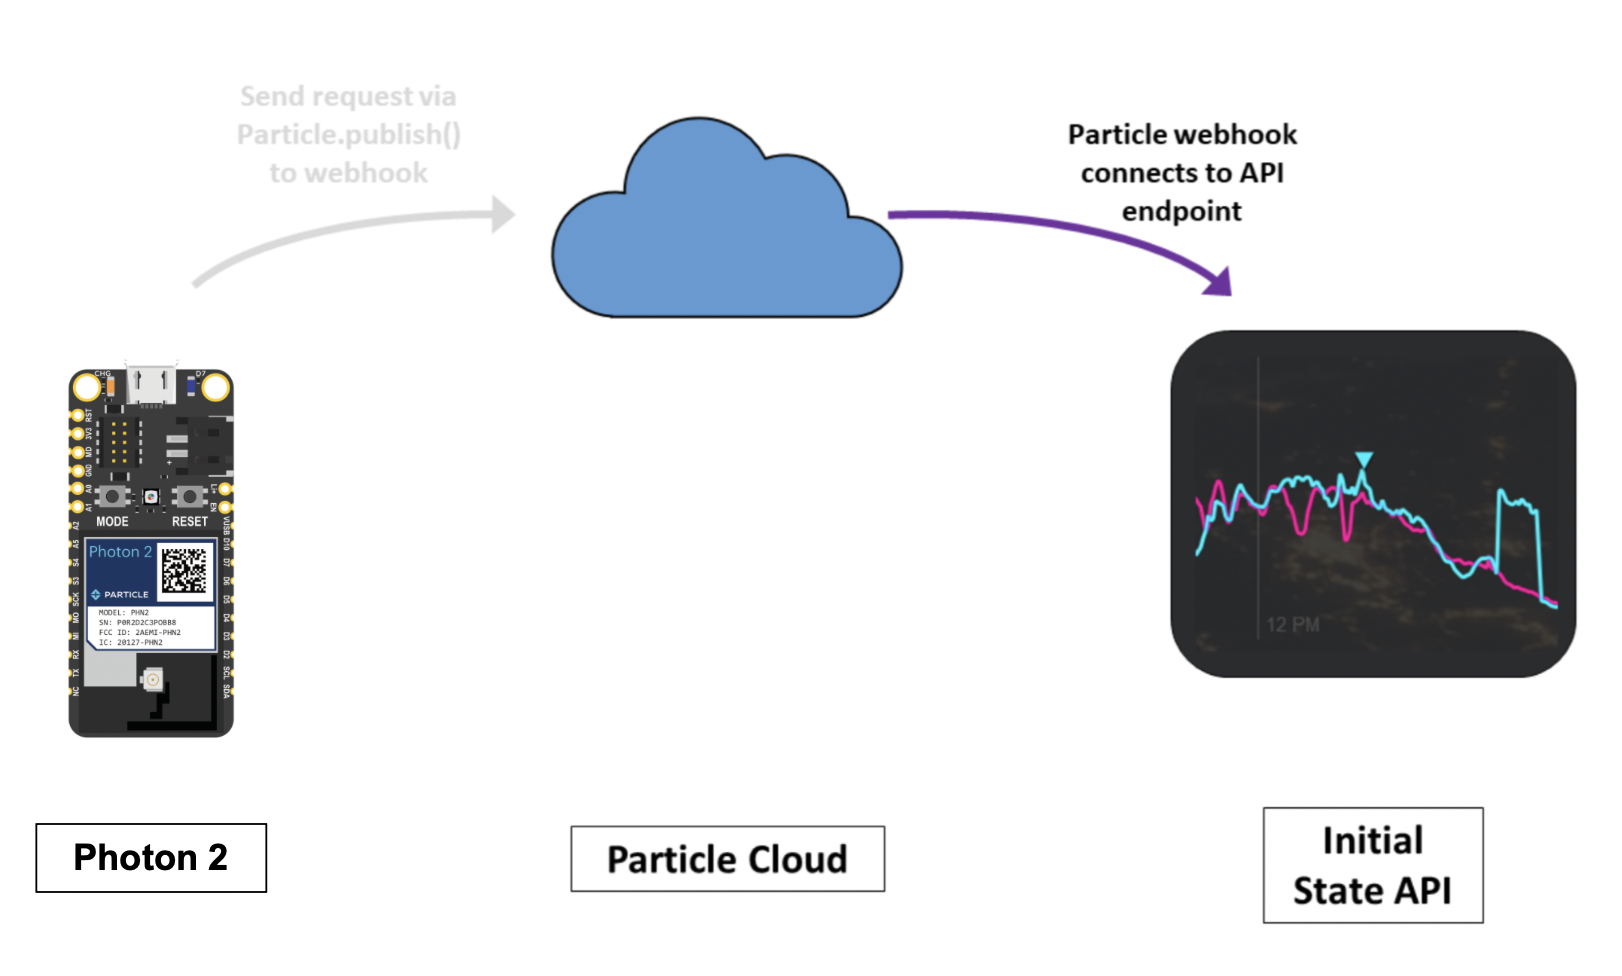 Send request via
Particle.publish()
to webhook
Particle webhook
connects to API
endpoint
CHG
D7
RST
3V3
MD
GND
A0
A1
Li+
EN
MODE
RESET
A2
A5
S4
S3
SCK
MO
MI
RX
TX
NC
VUSB
D10
D7
D6
D5
D4
D3
D2
SCL
SDA
Photon 2
PARTICLE
MODEL: PHN2
SN: P0R2D2C3POBB8
FCC ID: 2AEMI-PHN2
IC: 20127-PHN2
12 PM
Photon 2
Particle Cloud
Initial
State API